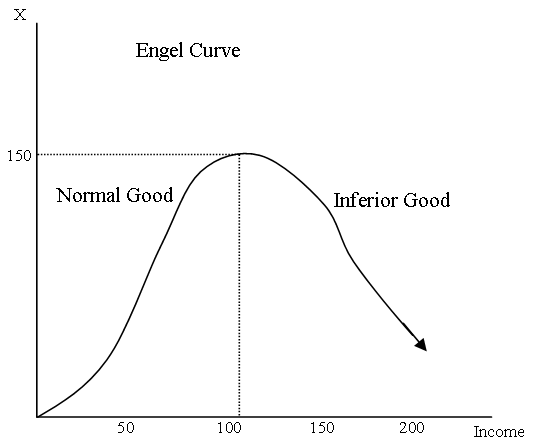 X
Engel Curve
150
Normal Good
Inferior Good
50 100 150 200
Income